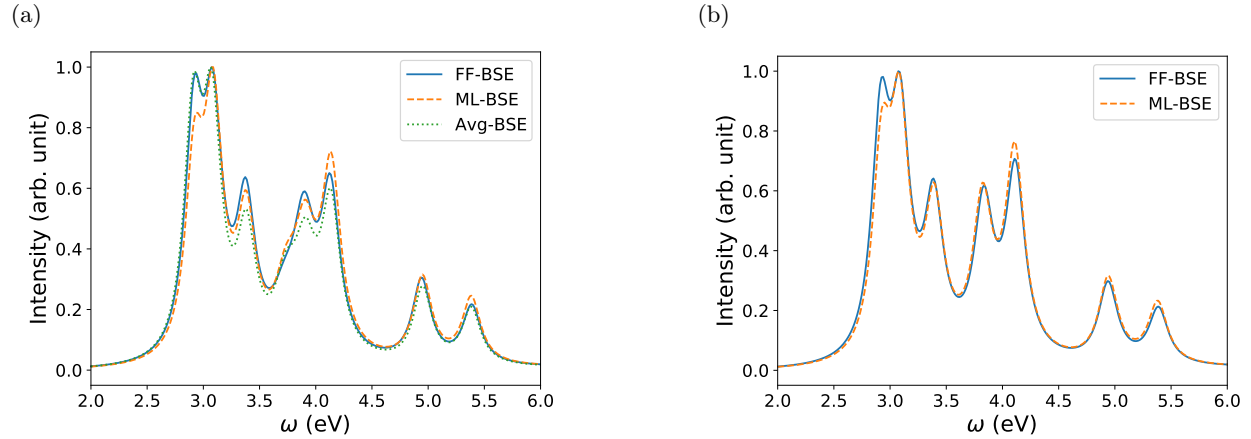 (a)
FF-BSE
ML-BSE
Avg-BSE
Intensity (arb. unit)
1.0
0.8
0.6
0.4
0.2
0.0
2.0 2.5 3.0 3.5 4.0 4.5 5.0 5.5 6.0
ω (eV)
(b)
FF-BSE
ML-BSE
Intensity (arb. unit)
1.0
0.8
0.6
0.4
0.2
0.0
2.0 2.5 3.0 3.5 4.0 4.5 5.0 5.5 6.0
ω (eV)